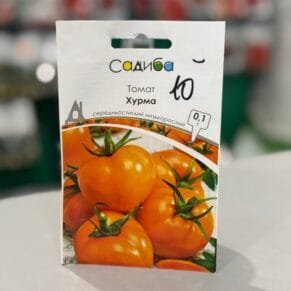 Садиба
Томат
Хурма
Ю
середньостиглий низькорослий
0,1
г